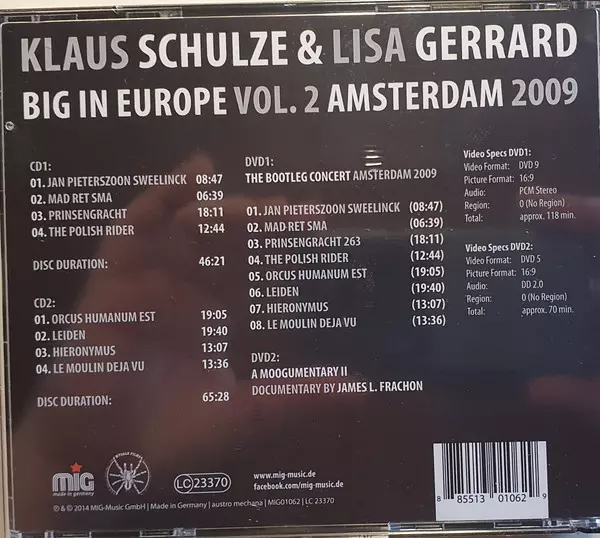 KLAUS SCHULZE & LISA GERRARD
BIG IN EUROPE VOL. 2 AMSTERDAM 2009
CD1:
01. JAN PIETERSZOON SWEELINCK 08:47
02. MAD RET SMA 06:39
03. PRINSENGRACHT 18:11
04. THE POLISH RIDER 12:44
DISC DURATION: 46:21
CD2:
01. ORCUS HUMANUM EST 19:05
02. LEIDEN 19:40
03. HIERONYMUS 13:07
04. LE MOULIN DEJA VU 13:36
DISC DURATION: 65:28
DVD1:
THE BOOTLEG CONCERT AMSTERDAM 2009
01. JAN PIETERSZOON SWEELINCK (08:47)
02. MAD RET SMA (06:39)
03. PRINSENGRACHT 263 (18:11)
04. THE POLISH RIDER (12:44)
05. ORCUS HUMANUM EST (19:05)
06. LEIDEN (19:40)
07. HIERONYMUS (13:07)
08. LE MOULIN DEJA VU (13:36)
DVD2:
A MOOGUMENTARY II
DOCUMENTARY BY JAMES L. FRACHON
Video Specs DVD1:
Video Format: DVD 9
Picture Format: 16:9
Audio: PCM Stereo
Region: 0 (No Region)
Total: approx. 118 min.
Video Specs DVD2:
Video Format: DVD 5
Picture Format: 16:9
Audio: DD 2.0
Region: 0 (No Region)
Total: approx. 70 min.
mig
made in germany
LC 23370
www.mig-music.de
facebook.com/mig-music.de
℗ & © 2014 MIG-Music GmbH | Made in Germany | austro mechana | MIG01062 | LC 23370
8 85513 01062 9